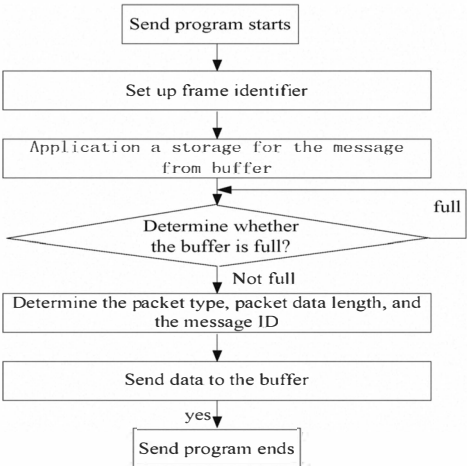 Send program starts
Set up frame identifier
Application a storage for the message
from buffer
full
Determine whether
the buffer is full?
Not full
Determine the packet type, packet data length, and
the message ID
Send data to the buffer
yes
Send program ends